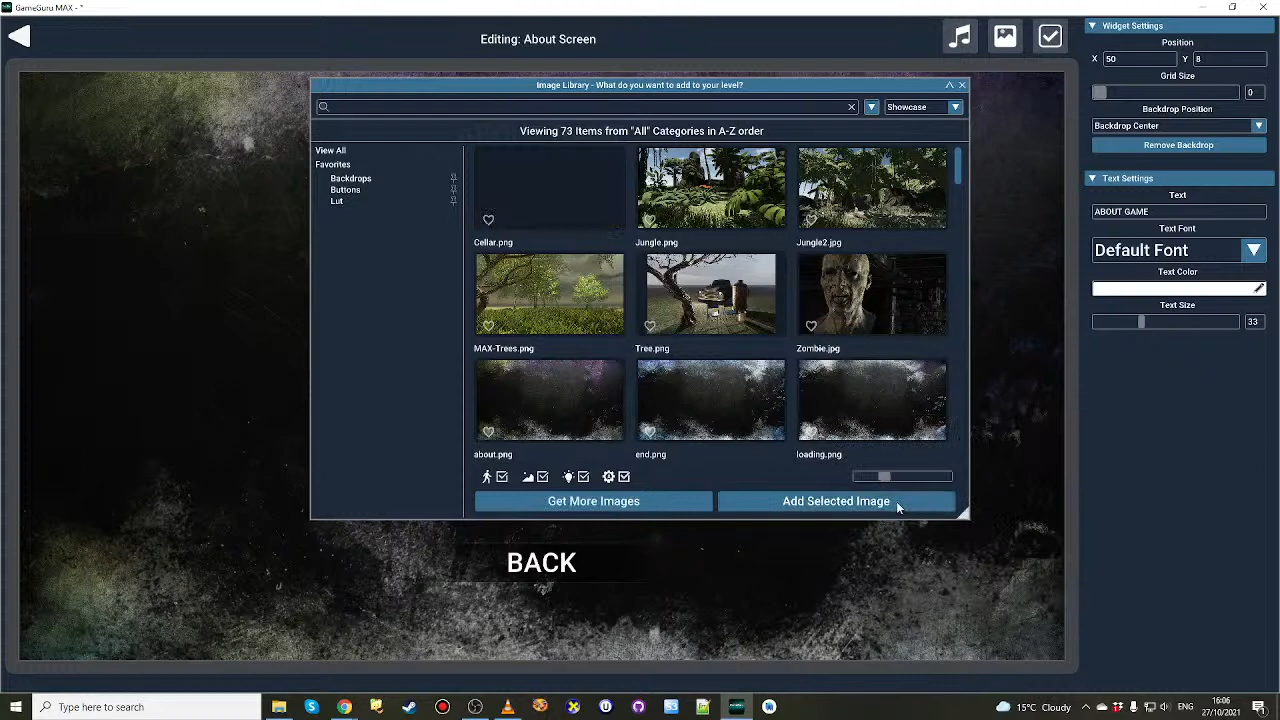 GameGuru MAX - *
Editing: About Screen
Widget Settings
Position
X 50 Y 8
Grid Size
0
Backdrop Position
Backdrop Center
Remove Backdrop
Text Settings
Text
ABOUT GAME
Text Font
Default Font
Text Color
Text Size
33
Image Library - What do you want to add to your level?
Showcase
Viewing 73 Items from "All" Categories in A-Z order
View All
Favorites
Backdrops
Buttons
Lut
Cellar.png
Jungle.png
Jungle2.jpg
MAX-Trees.png
Tree.png
Zombie.jpg
about.png
end.png
loading.png
Get More Images
Add Selected Image
BACK
Type here to search
15°C Cloudy
16:06
27/10/2021